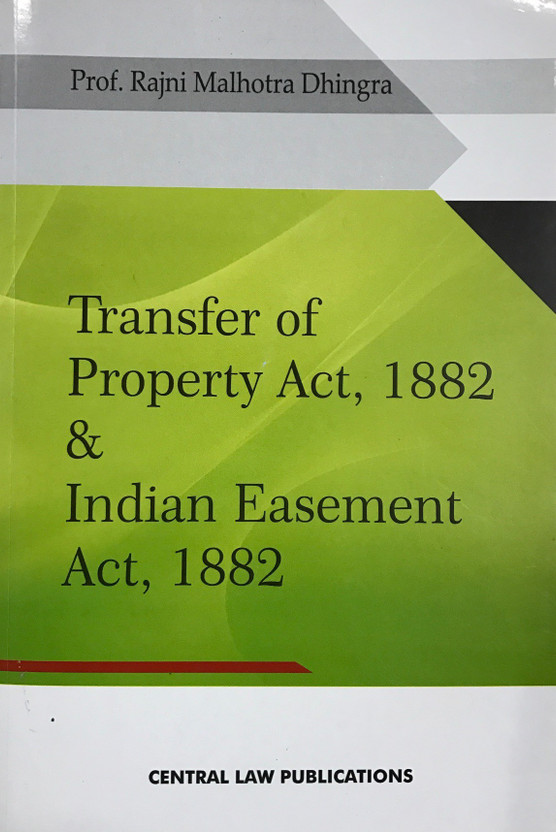 Prof. Rajni Malhotra Dhingra
Transfer of
Property Act, 1882
&
Indian Easement
Act, 1882
CENTRAL LAW PUBLICATIONS